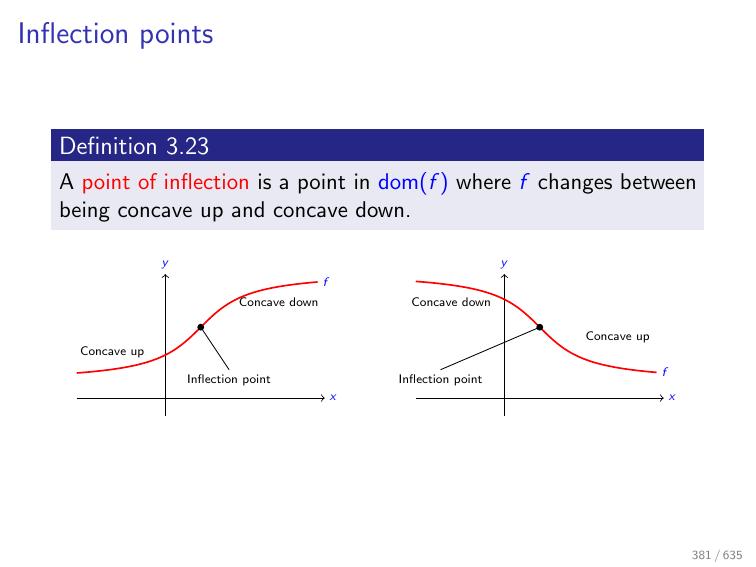 Inflection points
Definition 3.23
A point of inflection is a point in dom(f) where f changes between
being concave up and concave down.
y
f
Concave down
Concave up
Inflection point
x
y
Concave down
Concave up
f
Inflection point
x
381 / 635